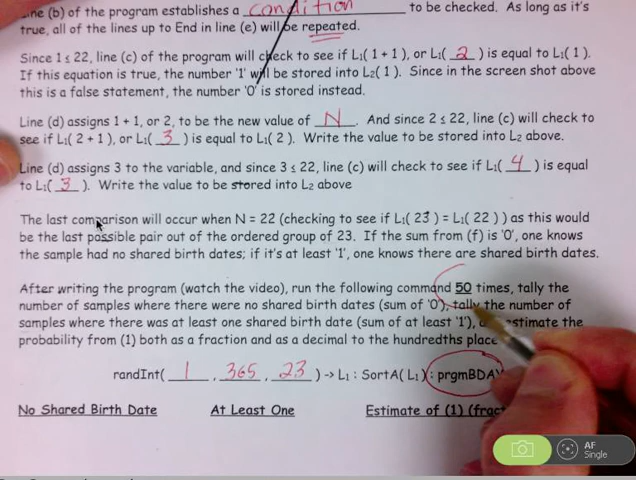 line (b) of the program establishes a condition to be checked. As long as it's
true, all of the lines up to End in line (e) will be repeated.
Since 1 ≤ 22, line (c) of the program will check to see if L₁( 1 + 1 ), or L₁( 2 ) is equal to L₁( 1 ).
If this equation is true, the number '1' will be stored into L₂( 1 ). Since in the screen shot above
this is a false statement, the number '0' is stored instead.
Line (d) assigns 1 + 1, or 2, to be the new value of N. And since 2 ≤ 22, line (c) will check to
see if L₁( 2 + 1 ), or L₁( 3 ) is equal to L₁( 2 ). Write the value to be stored into L₂ above.
Line (d) assigns 3 to the variable, and since 3 ≤ 22, line (c) will check to see if L₁( 4 ) is equal
to L₁( 3 ). Write the value to be stored into L₂ above
The last comparison will occur when N = 22 (checking to see if L₁( 23 ) = L₁( 22 ) ) as this would
be the last possible pair out of the ordered group of 23. If the sum from (f) is '0', one knows
the sample had no shared birth dates; if it's at least '1', one knows there are shared birth dates.
After writing the program (watch the video), run the following command 50 times, tally the
number of samples where there were no shared birth dates (sum of '0'), tally the number of
samples where there was at least one shared birth date (sum of at least '1'), estimate the
probability from (1) both as a fraction and as a decimal to the hundredths place
randInt( 1 , 365 , 23 ) -> L₁ : SortA( L₁ ) : prgmBDAY
No Shared Birth Date At Least One Estimate of (1) (fract
AF
Single